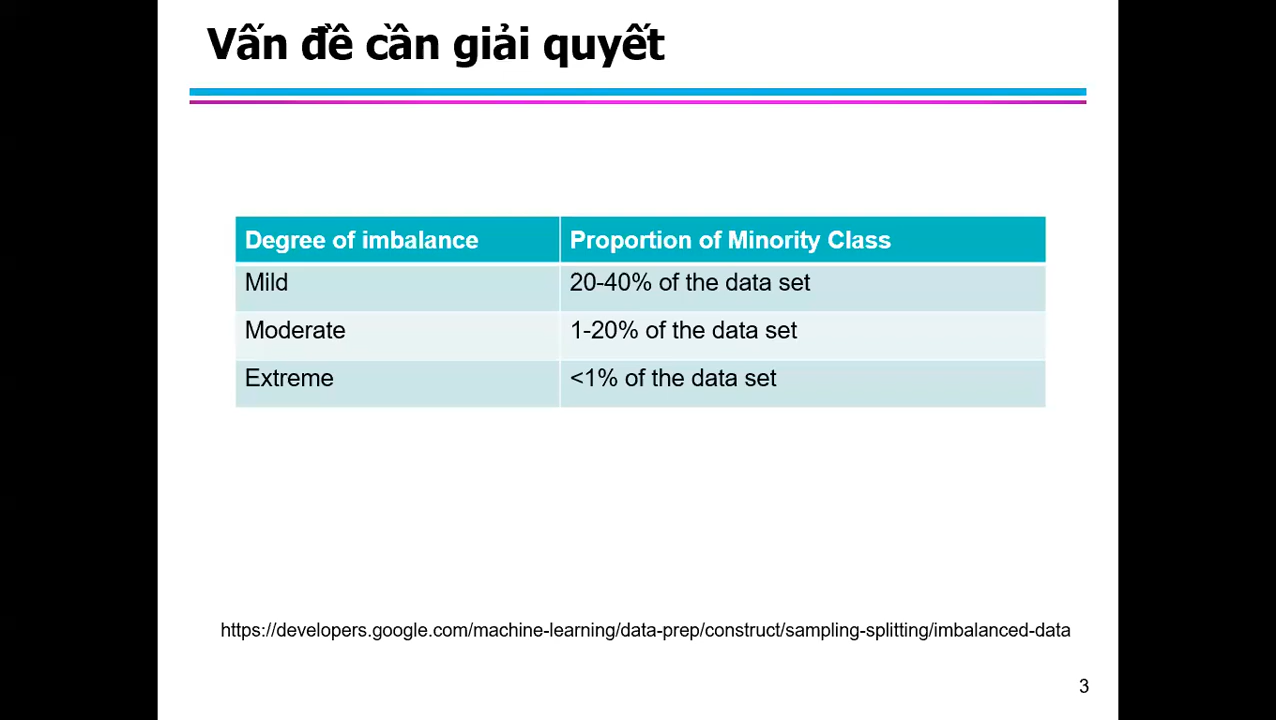 Vấn đề cần giải quyết
Degree of imbalance Proportion of Minority Class
Mild 20-40% of the data set
Moderate 1-20% of the data set
Extreme <1% of the data set
https://developers.google.com/machine-learning/data-prep/construct/sampling-splitting/imbalanced-data
3